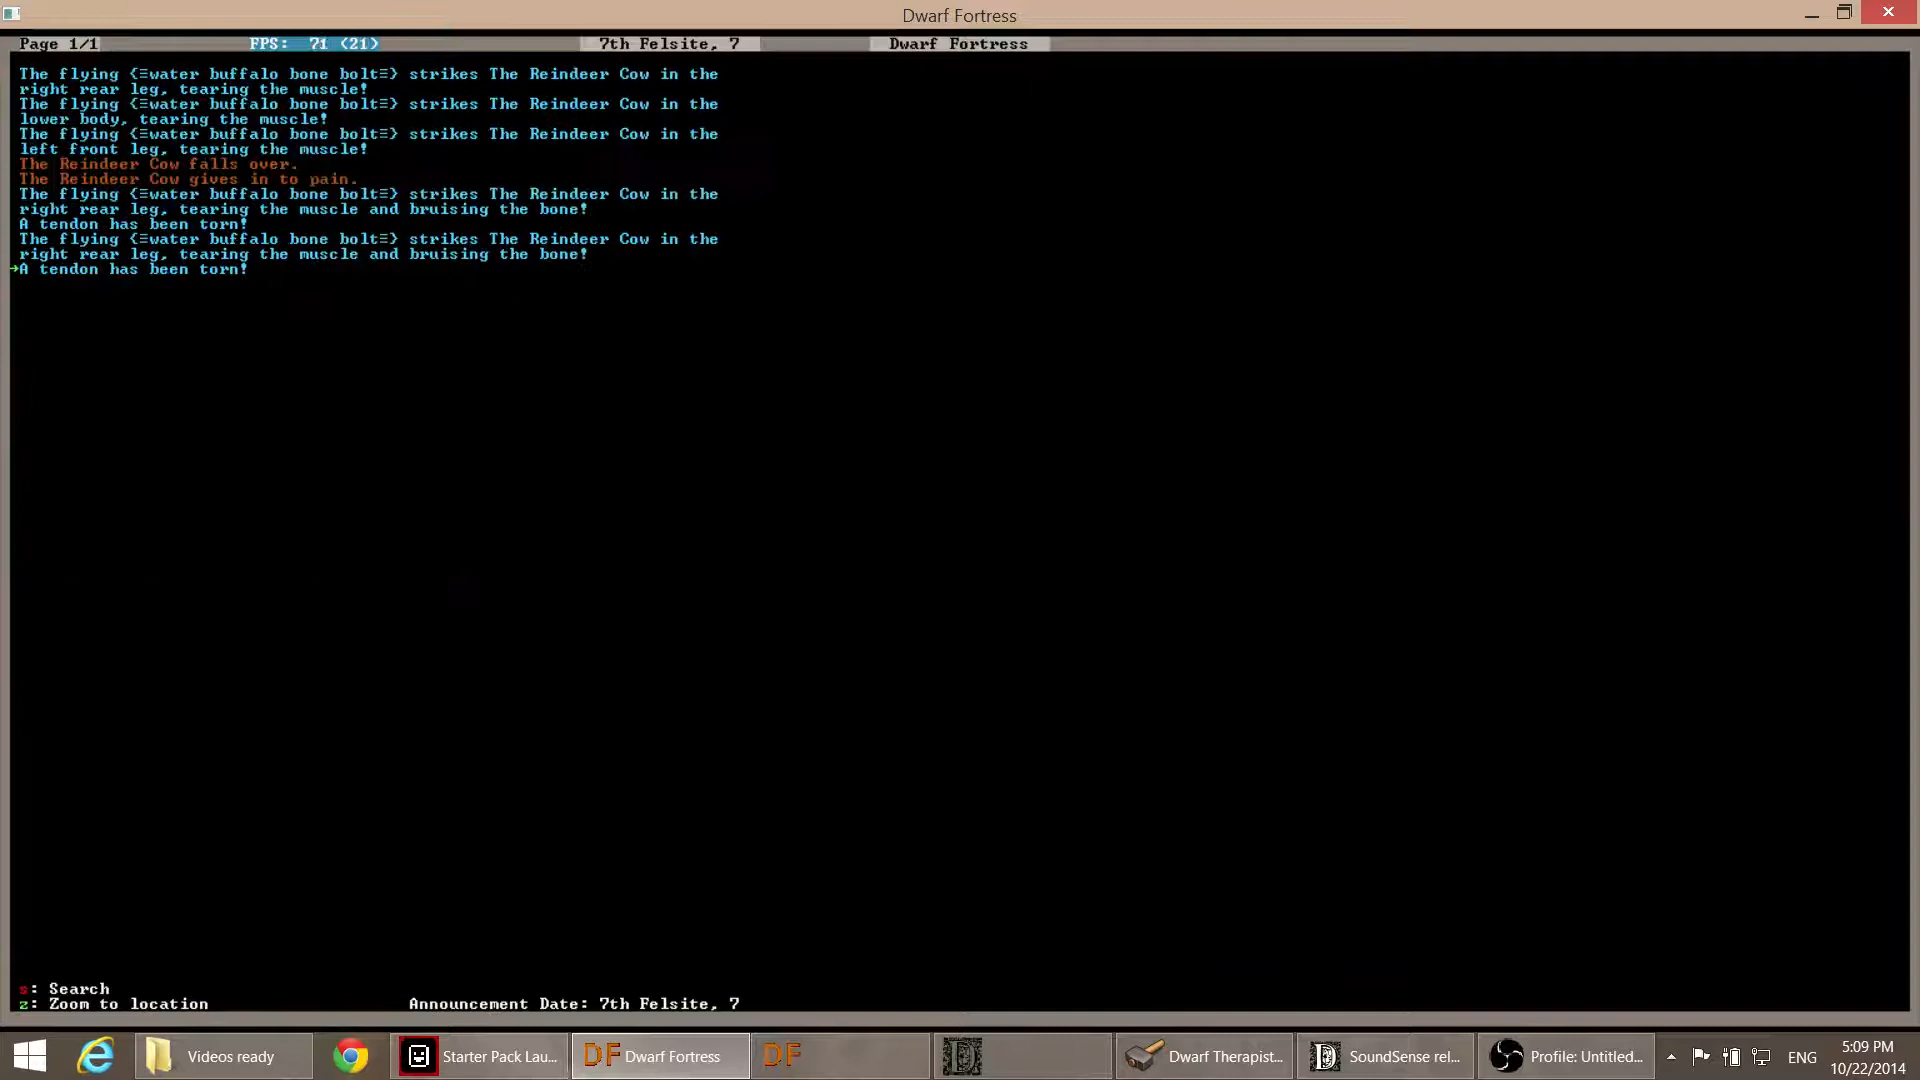 Dwarf Fortress
Page 1/1 FPS: 71 (21) 7th Felsite, 7 Dwarf Fortress
The flying {≡water buffalo bone bolt≡} strikes The Reindeer Cow in the
right rear leg, tearing the muscle!
The flying {≡water buffalo bone bolt≡} strikes The Reindeer Cow in the
lower body, tearing the muscle!
The flying {≡water buffalo bone bolt≡} strikes The Reindeer Cow in the
left front leg, tearing the muscle!
The Reindeer Cow falls over.
The Reindeer Cow gives in to pain.
The flying {≡water buffalo bone bolt≡} strikes The Reindeer Cow in the
right rear leg, tearing the muscle and bruising the bone!
A tendon has been torn!
The flying {≡water buffalo bone bolt≡} strikes The Reindeer Cow in the
right rear leg, tearing the muscle and bruising the bone!
→A tendon has been torn!
s: Search
z: Zoom to location Announcement Date: 7th Felsite, 7
Videos ready Starter Pack Lau... DF Dwarf Fortress DF D Dwarf Therapist... D SoundSense rel... Profile: Untitled... ENG 5:09 PM
10/22/2014